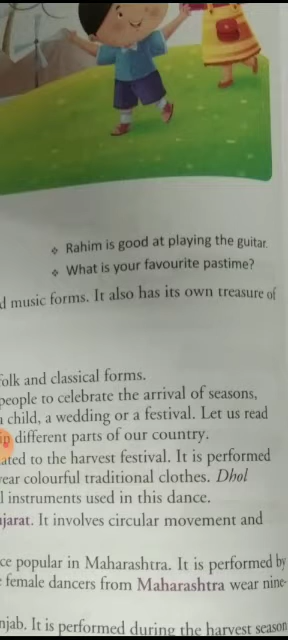 ❖ Rahim is good at playing the guitar.
❖ What is your favourite pastime?
d music forms. It also has its own treasure of
folk and classical forms.
people to celebrate the arrival of seasons,
a child, a wedding or a festival. Let us read
in different parts of our country.
ated to the harvest festival. It is performed
ear colourful traditional clothes. Dhol
l instruments used in this dance.
jarat. It involves circular movement and
ce popular in Maharashtra. It is performed by
female dancers from Maharashtra wear nine-
njab. It is performed during the harvest season